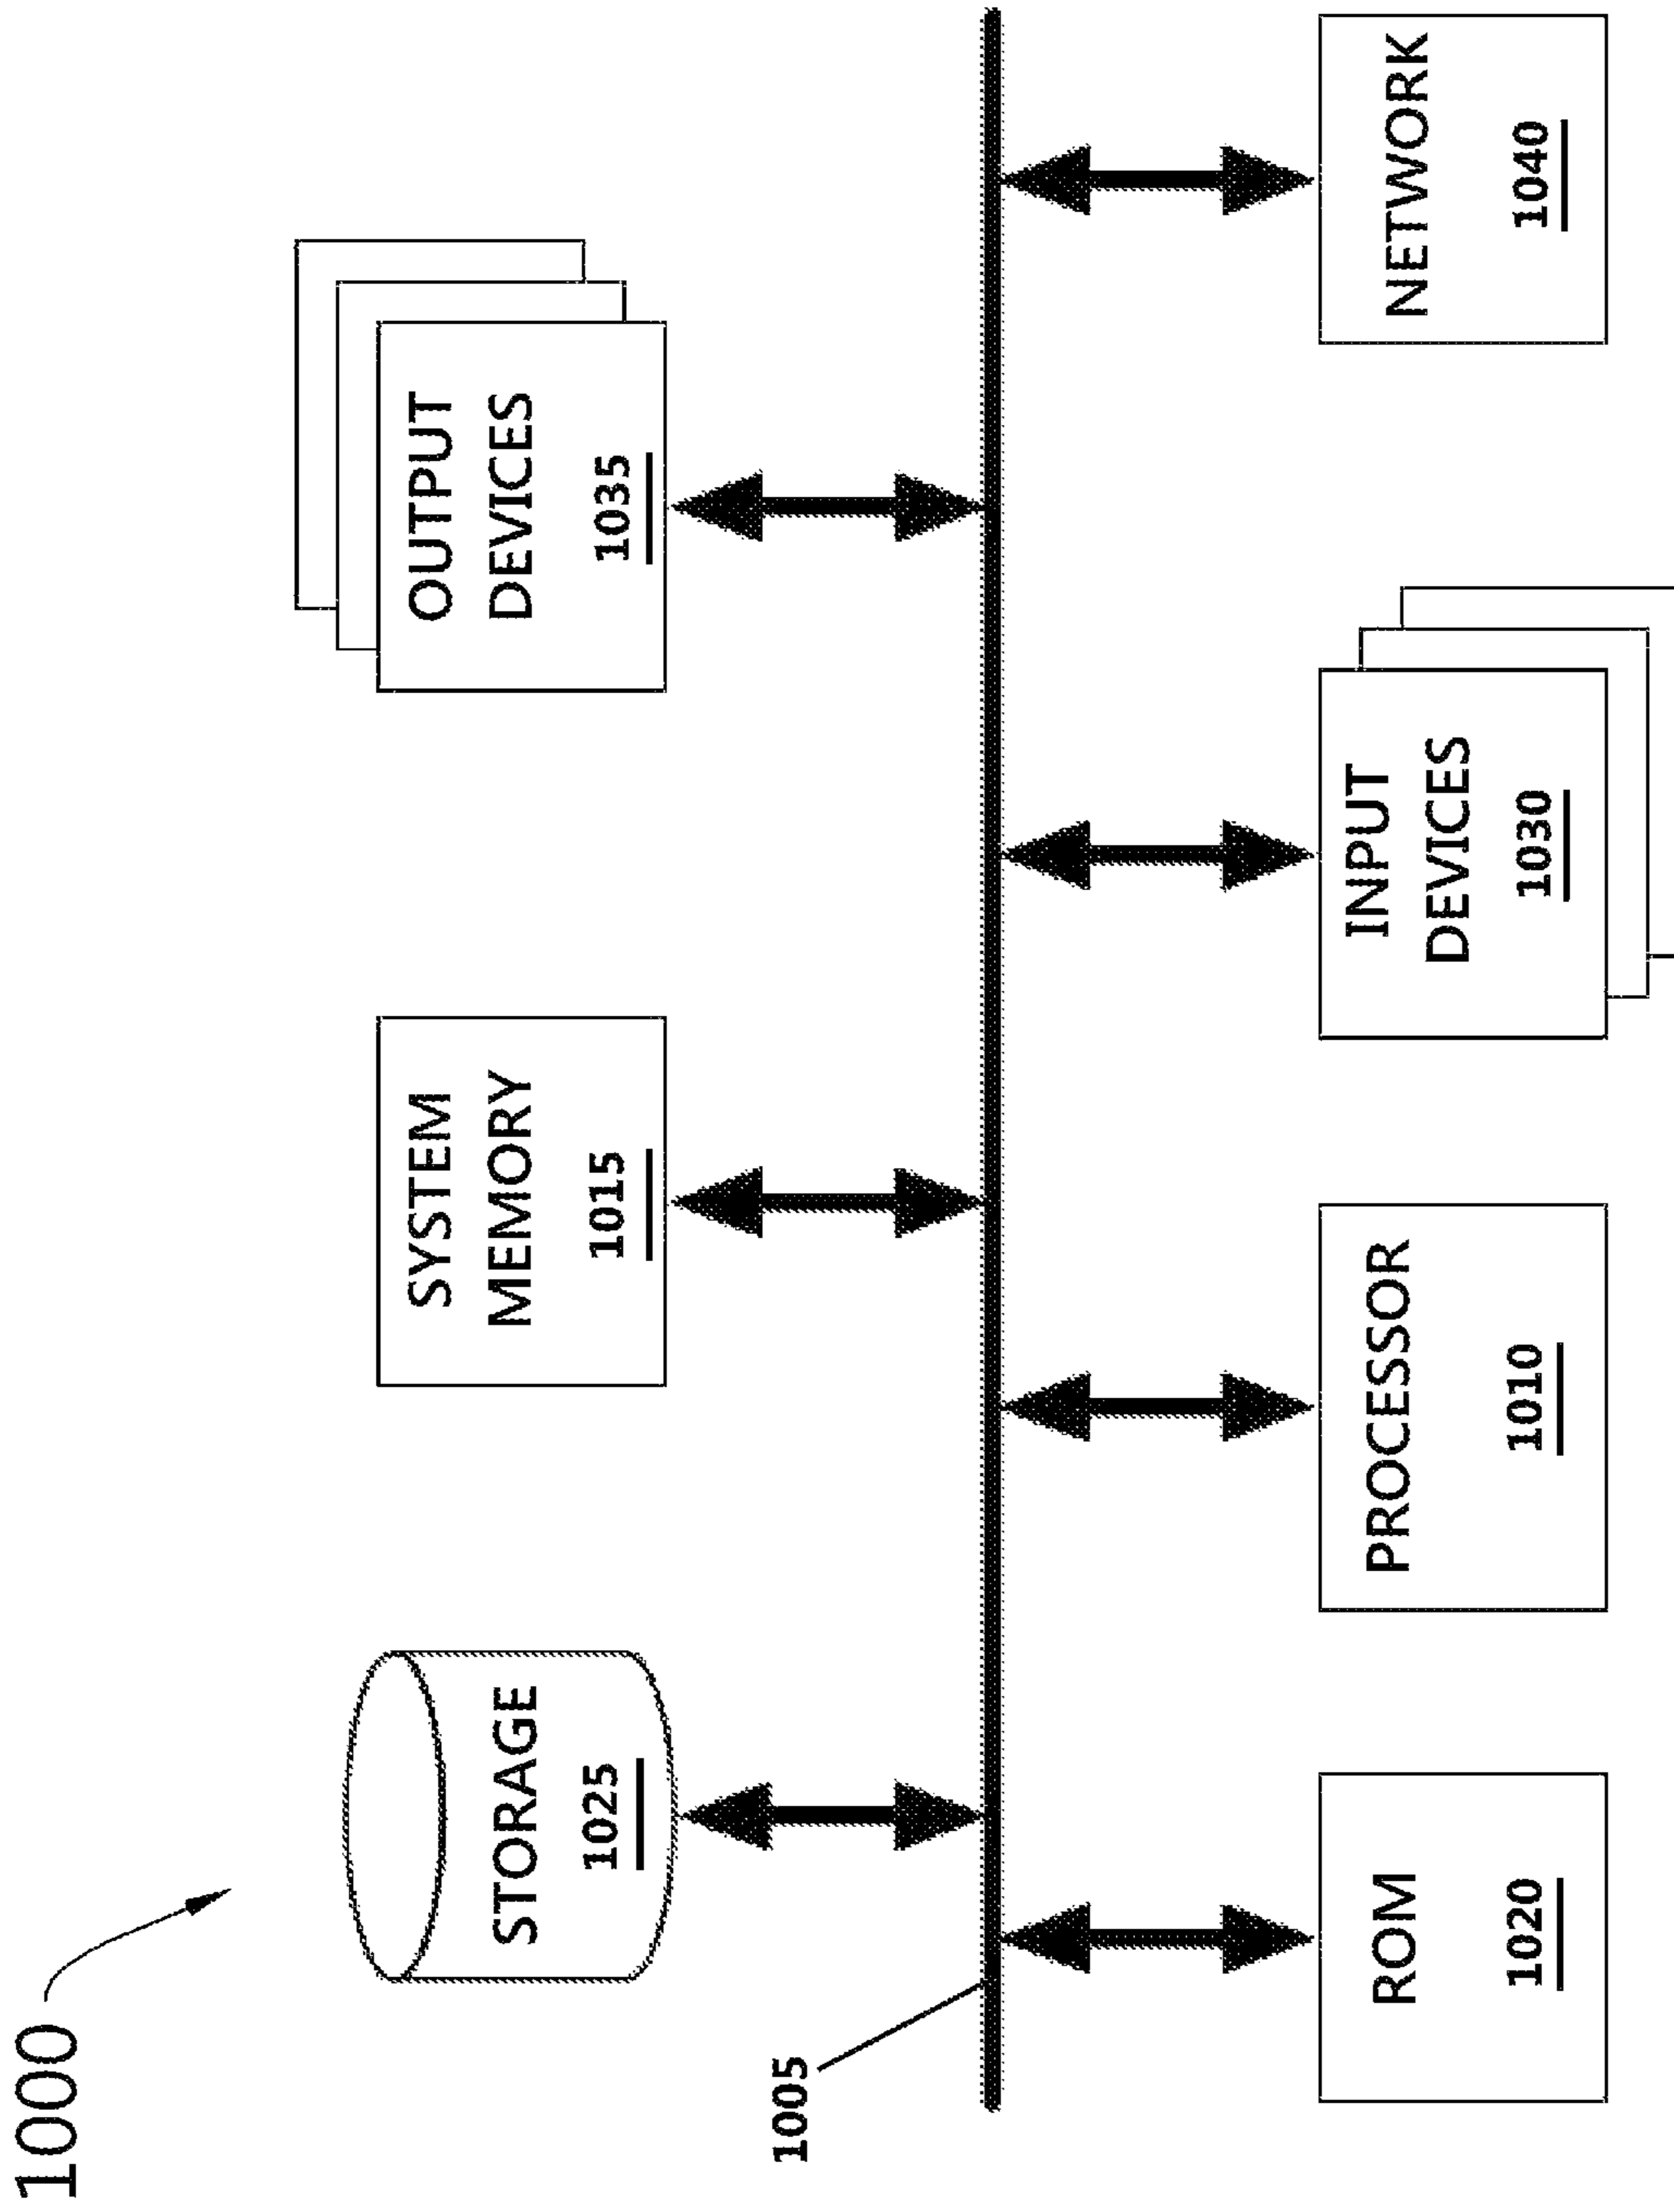 1000
STORAGE
1025
SYSTEM
MEMORY
1015
OUTPUT
DEVICES
1035
1005
ROM
1020
PROCESSOR
1010
INPUT
DEVICES
1030
NETWORK
1040